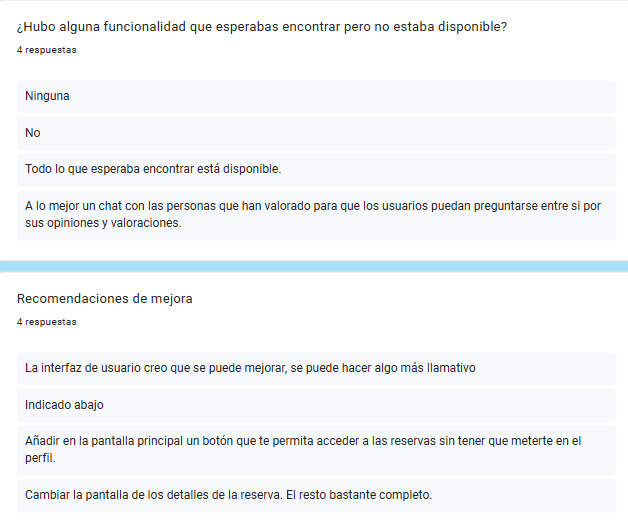 ¿Hubo alguna funcionalidad que esperabas encontrar pero no estaba disponible?
4 respuestas
Ninguna
No
Todo lo que esperaba encontrar está disponible.
A lo mejor un chat con las personas que han valorado para que los usuarios puedan preguntarse entre si por
sus opiniones y valoraciones.
Recomendaciones de mejora
4 respuestas
La interfaz de usuario creo que se puede mejorar, se puede hacer algo más llamativo
Indicado abajo
Añadir en la pantalla principal un botón que te permita acceder a las reservas sin tener que meterte en el
perfil.
Cambiar la pantalla de los detalles de la reserva. El resto bastante completo.